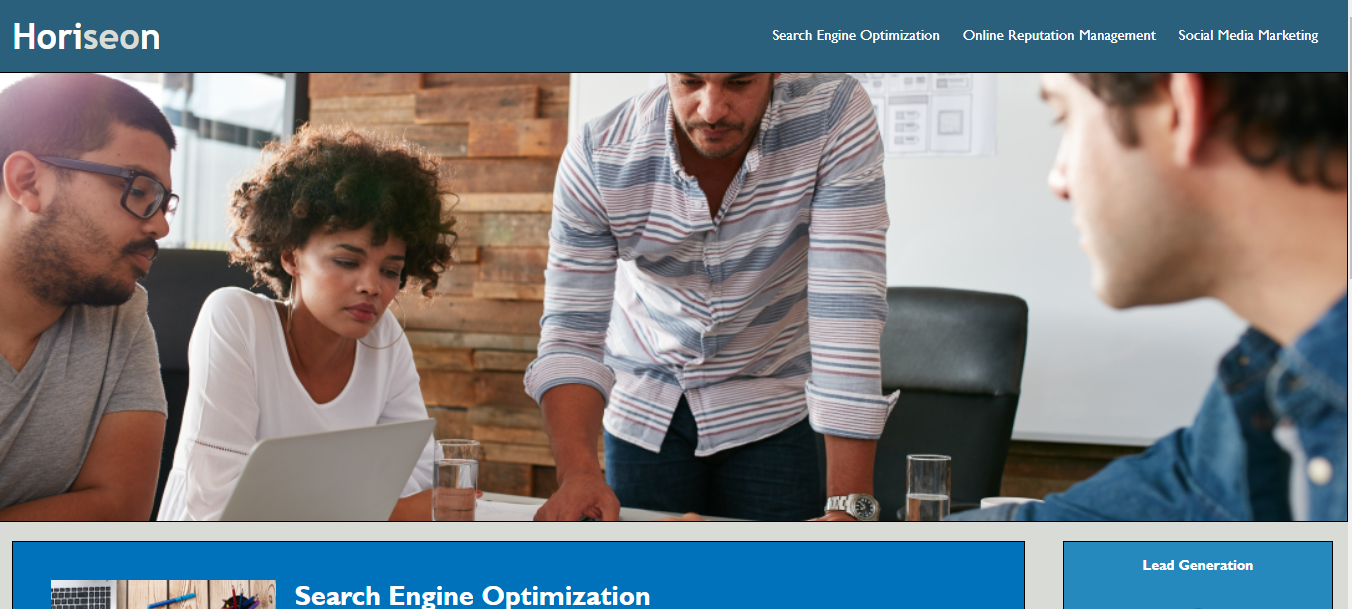 Horiseon
Search Engine Optimization
Online Reputation Management
Social Media Marketing
Search Engine Optimization
Lead Generation